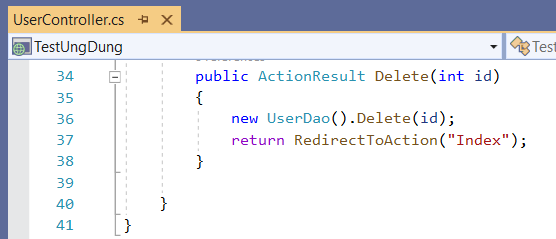 UserController.cs
TestUngDung
Test
34 public ActionResult Delete(int id)
35 {
36 new UserDao().Delete(id);
37 return RedirectToAction("Index");
38 }
39
40 }
41 }